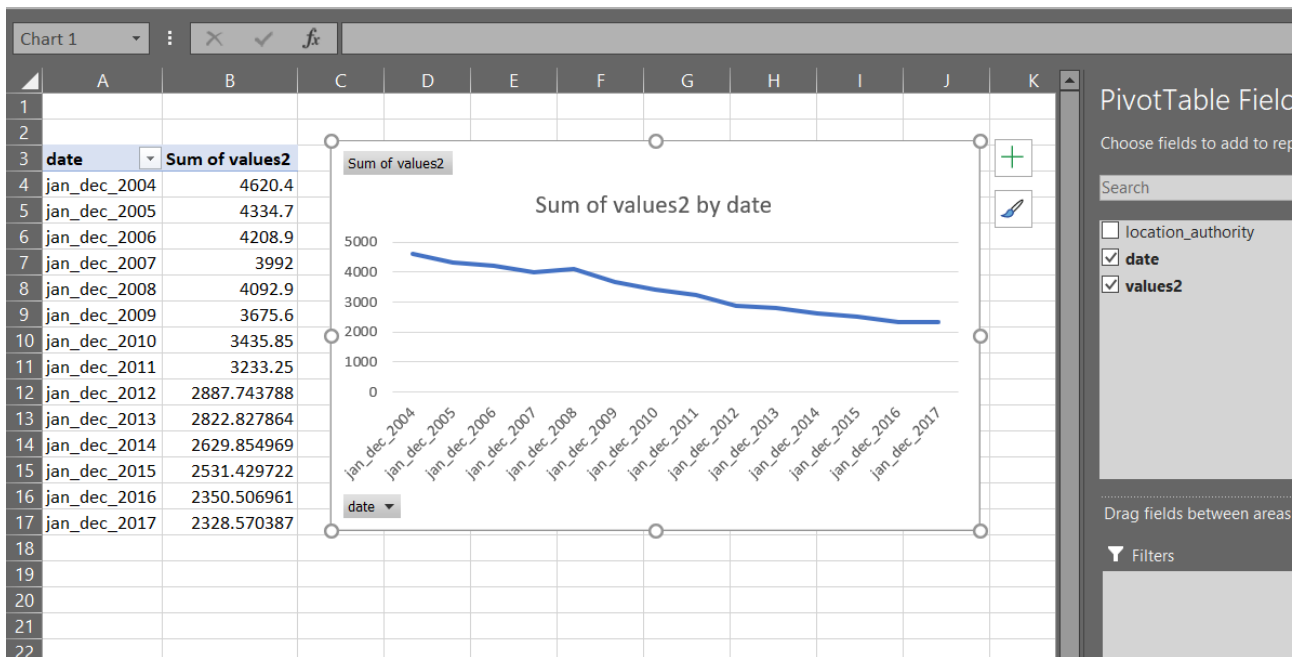 Chart 1 fx
A B C D E F G H I J K
1
2
3 date Sum of values2
4 jan_dec_2004 4620.4
5 jan_dec_2005 4334.7
6 jan_dec_2006 4208.9
7 jan_dec_2007 3992
8 jan_dec_2008 4092.9
9 jan_dec_2009 3675.6
10 jan_dec_2010 3435.85
11 jan_dec_2011 3233.25
12 jan_dec_2012 2887.743788
13 jan_dec_2013 2822.827864
14 jan_dec_2014 2629.854969
15 jan_dec_2015 2531.429722
16 jan_dec_2016 2350.506961
17 jan_dec_2017 2328.570387
18
19
20
21
22
Sum of values2
Sum of values2 by date
5000
4000
3000
2000
1000
0
jan_dec_2004 jan_dec_2005 jan_dec_2006 jan_dec_2007 jan_dec_2008 jan_dec_2009 jan_dec_2010 jan_dec_2011 jan_dec_2012 jan_dec_2013 jan_dec_2014 jan_dec_2015 jan_dec_2016 jan_dec_2017
date
PivotTable Field
Choose fields to add to rep
Search
location_authority
date
values2
Drag fields between areas
Filters